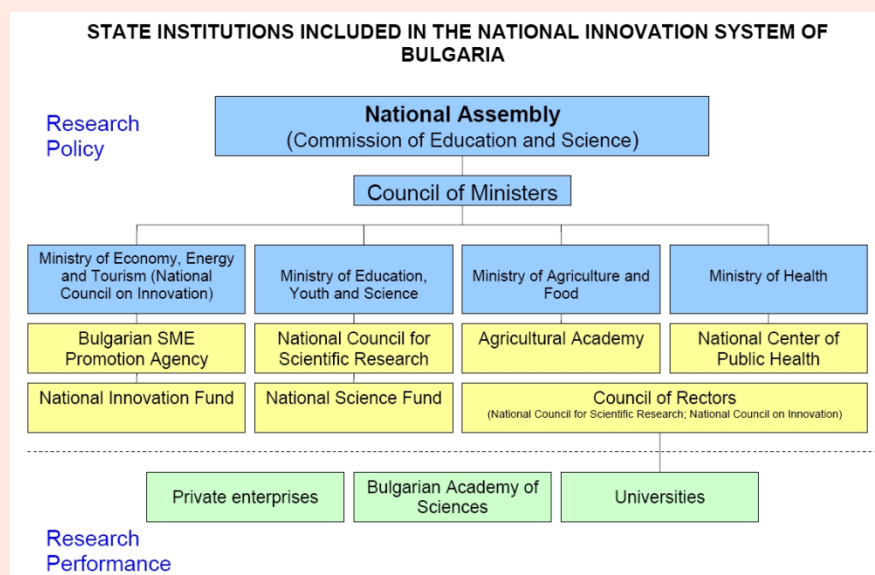 STATE INSTITUTIONS INCLUDED IN THE NATIONAL INNOVATION SYSTEM OF
BULGARIA
Research
Policy
National Assembly
(Commission of Education and Science)
Council of Ministers
Ministry of Economy, Energy
and Tourism (National
Council on Innovation)
Ministry of Education,
Youth and Science
Ministry of Agriculture and
Food
Ministry of Health
Bulgarian SME
Promotion Agency
National Council for
Scientific Research
Agricultural Academy
National Center of
Public Health
National Innovation Fund
National Science Fund
Council of Rectors
(National Council for Scientific Research; National Council on Innovation)
Private enterprises
Bulgarian Academy of
Sciences
Universities
Research
Performance